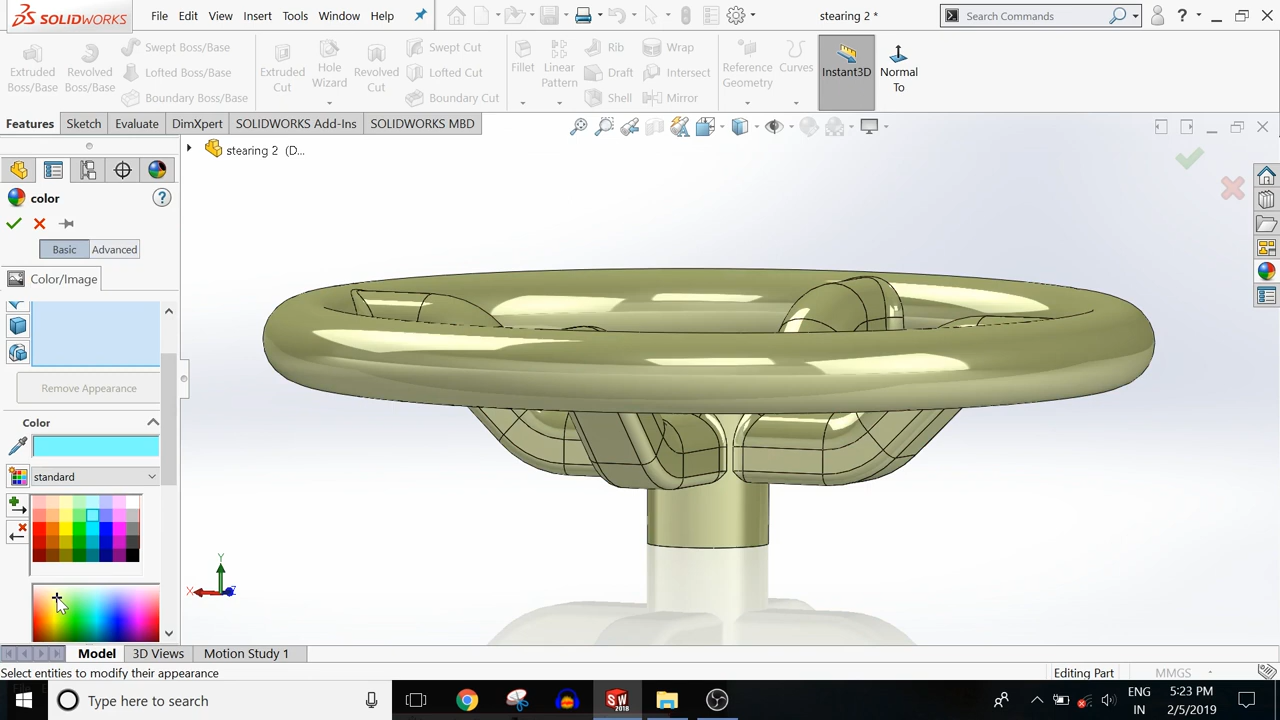 SOLIDWORKS
File Edit View Insert Tools Window Help
stearing 2 *
Search Commands
?
Extruded Boss/Base
Revolved Boss/Base
Swept Boss/Base
Lofted Boss/Base
Boundary Boss/Base
Extruded Cut
Hole Wizard
Revolved Cut
Swept Cut
Lofted Cut
Boundary Cut
Fillet
Linear Pattern
Rib
Draft
Shell
Wrap
Intersect
Mirror
Reference Geometry
Curves
Instant3D
Normal To
Features Sketch Evaluate DimXpert SOLIDWORKS Add-Ins SOLIDWORKS MBD
stearing 2 (D...
color
?
Basic Advanced
Color/Image
Remove Appearance
Color
standard
Y
X
Z
Model 3D Views Motion Study 1
Select entities to modify their appearance
Editing Part
MMGS
Type here to search
SW
2018
ENG
IN
5:23 PM
2/5/2019